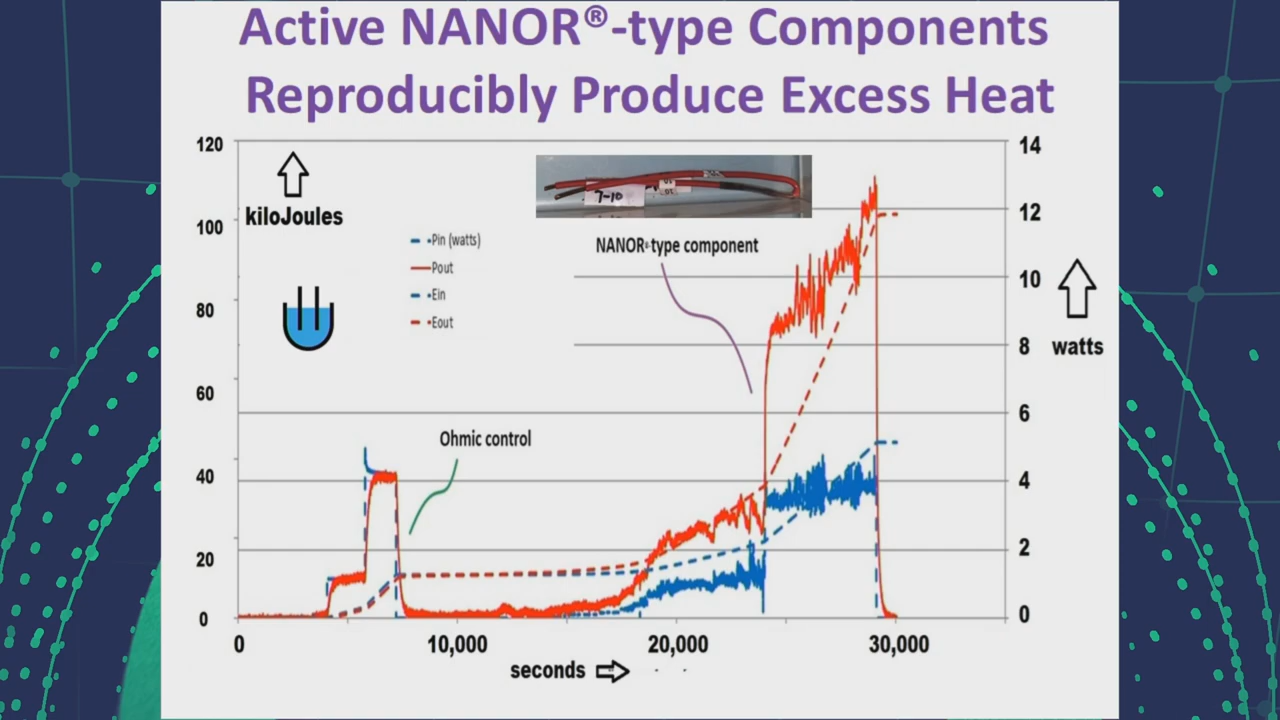 Active NANOR®-type Components
Reproducibly Produce Excess Heat
120
14
kiloJoules
7-10
100
12
Pin (watts)
NANOR®-type component
Pout
10
80
Ein
Eout
8
watts
60
6
Ohmic control
40
4
20
2
0
0
0
10,000
20,000
30,000
seconds